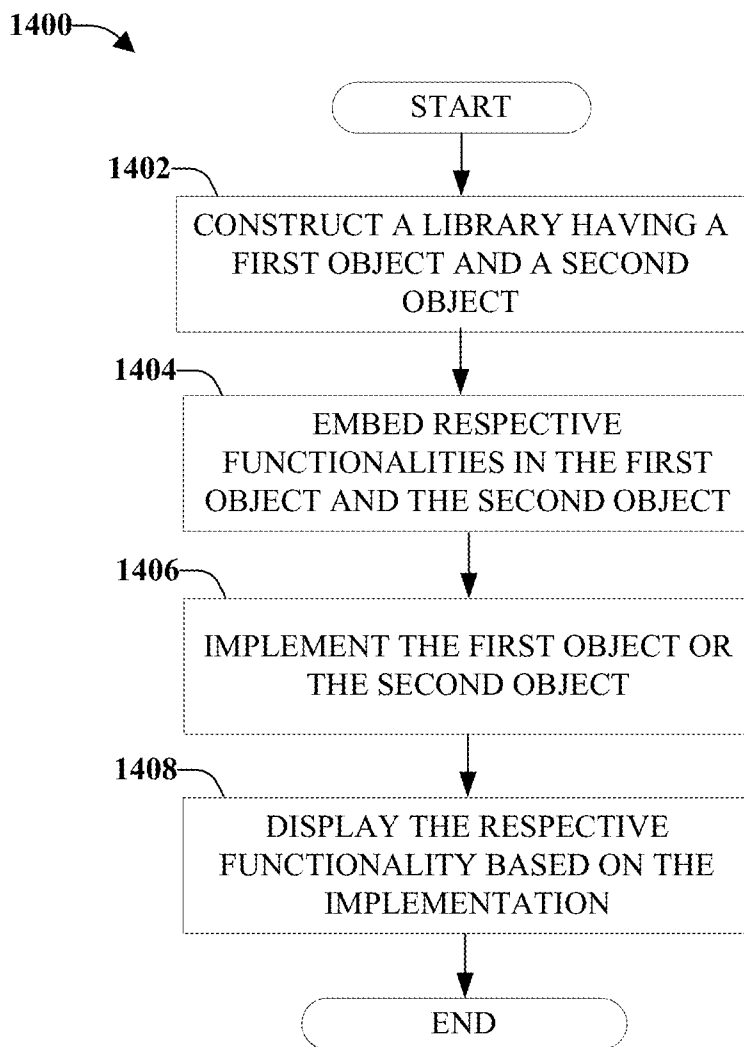 1400
START
1402
CONSTRUCT A LIBRARY HAVING A
FIRST OBJECT AND A SECOND
OBJECT
1404
EMBED RESPECTIVE
FUNCTIONALITIES IN THE FIRST
OBJECT AND THE SECOND OBJECT
1406
IMPLEMENT THE FIRST OBJECT OR
THE SECOND OBJECT
1408
DISPLAY THE RESPECTIVE
FUNCTIONALITY BASED ON THE
IMPLEMENTATION
END